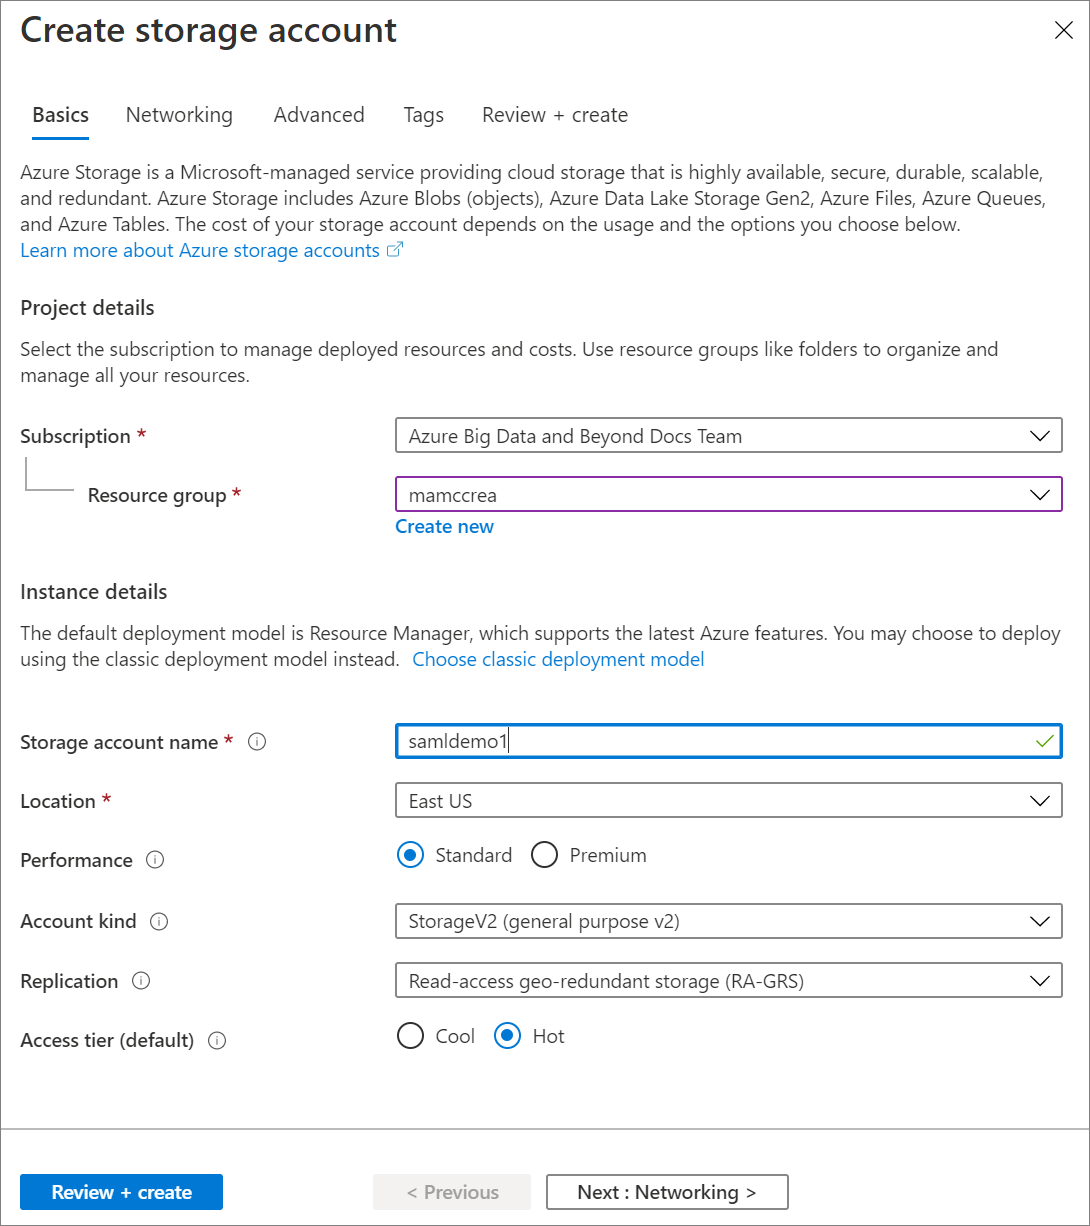 Create storage account
Basics Networking Advanced Tags Review + create
Azure Storage is a Microsoft-managed service providing cloud storage that is highly available, secure, durable, scalable,
and redundant. Azure Storage includes Azure Blobs (objects), Azure Data Lake Storage Gen2, Azure Files, Azure Queues,
and Azure Tables. The cost of your storage account depends on the usage and the options you choose below.
Learn more about Azure storage accounts
Project details
Select the subscription to manage deployed resources and costs. Use resource groups like folders to organize and
manage all your resources.
Subscription * Azure Big Data and Beyond Docs Team
Resource group * mamccrea
Create new
Instance details
The default deployment model is Resource Manager, which supports the latest Azure features. You may choose to deploy
using the classic deployment model instead. Choose classic deployment model
Storage account name * samldemo1
Location * East US
Performance Standard Premium
Account kind StorageV2 (general purpose v2)
Replication Read-access geo-redundant storage (RA-GRS)
Access tier (default) Cool Hot
Review + create < Previous Next : Networking >